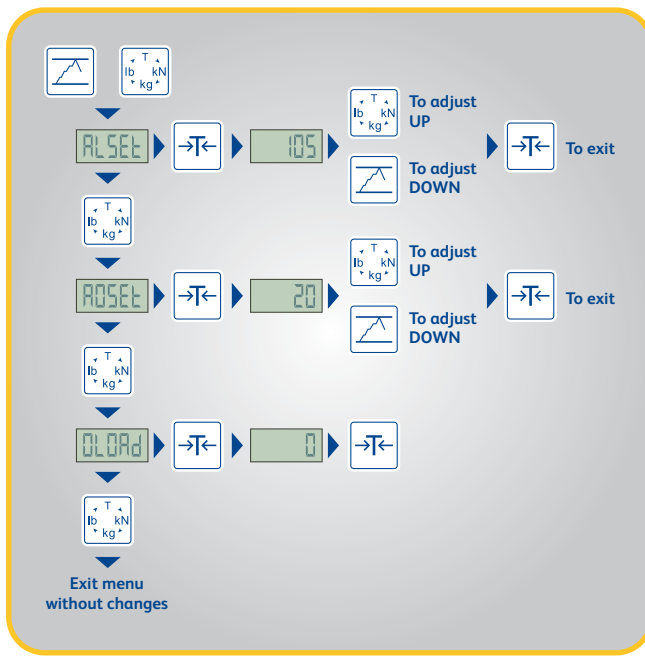 T
lb kN
kg
ALSEt
→T←
105
T
lb kN
kg
To adjust
UP
To adjust
DOWN
→T←
To exit
T
lb kN
kg
AOSEt
→T←
20
T
lb kN
kg
To adjust
UP
To adjust
DOWN
→T←
To exit
T
lb kN
kg
OLOAd
→T←
0
→T←
T
lb kN
kg
Exit menu
without changes